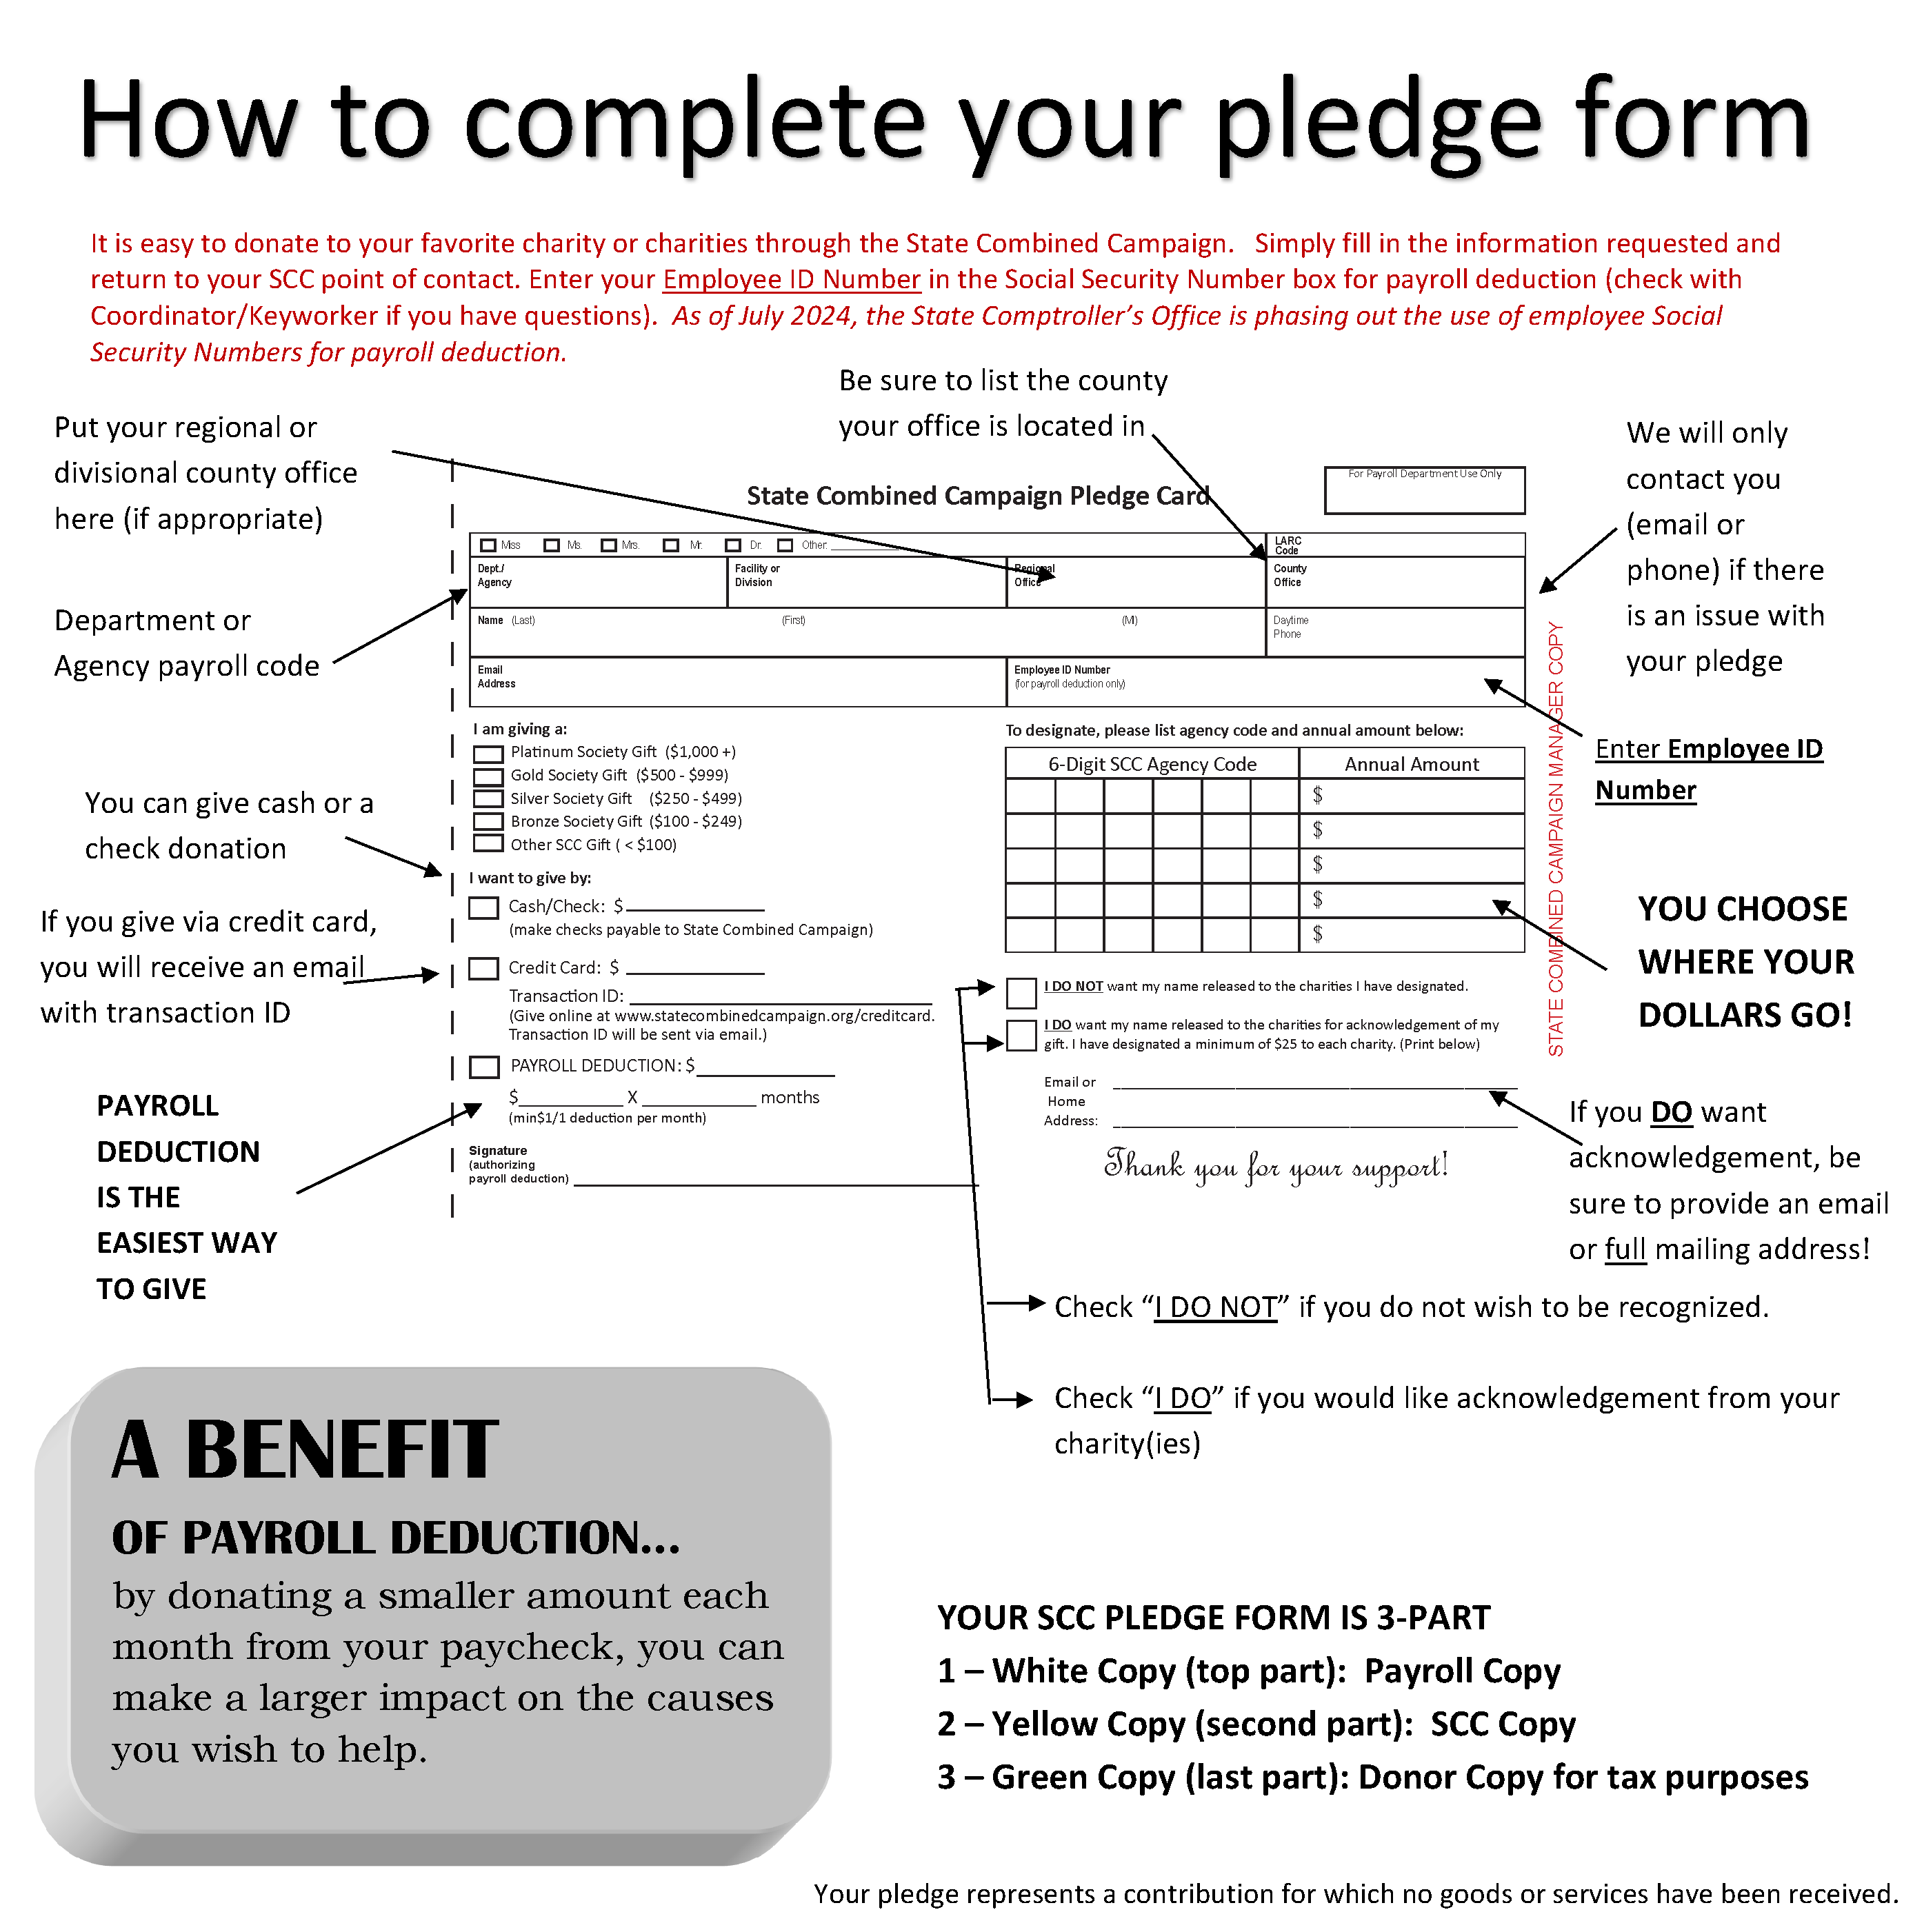 How to complete your pledge form
It is easy to donate to your favorite charity or charities through the State Combined Campaign.   Simply fill in the information requested and
return to your SCC point of contact. Enter your Employee ID Number in the Social Security Number box for payroll deduction (check with
Coordinator/Keyworker if you have questions).  As of July 2024, the State Comptroller's Office is phasing out the use of employee Social
Security Numbers for payroll deduction.
Be sure to list the county
your office is located in
Put your regional or
divisional county office
here (if appropriate)
Department or
Agency payroll code
You can give cash or a
check donation
If you give via credit card,
you will receive an email
with transaction ID
PAYROLL
DEDUCTION
IS THE
EASIEST WAY
TO GIVE
State Combined Campaign Pledge Card
For Payroll Department Use Only
Miss Ms. Mrs. Mr. Dr. Other: ____________
LARC
Code
Dept./
Agency
Facility or
Division
Regional
Office
County
Office
Name (Last) (First) (MI)
Daytime
Phone
Email
Address
Employee ID Number
(for payroll deduction only)
I am giving a:
Platinum Society Gift ($1,000 +)
Gold Society Gift ($500 - $999)
Silver Society Gift ($250 - $499)
Bronze Society Gift ($100 - $249)
Other SCC Gift ( < $100)
I want to give by:
Cash/Check: $______________
(make checks payable to State Combined Campaign)
Credit Card: $ ______________
Transaction ID: ______________________________
(Give online at www.statecombinedcampaign.org/creditcard.
Transaction ID will be sent via email.)
PAYROLL DEDUCTION: $______________
$__________ X ____________ months
(min$1/1 deduction per month)
Signature
(authorizing
payroll deduction) ________________________________________
To designate, please list agency code and annual amount below:
6-Digit SCC Agency Code Annual Amount
$
$
$
$
$
I DO NOT want my name released to the charities I have designated.
I DO want my name released to the charities for acknowledgement of my
gift. I have designated a minimum of $25 to each charity. (Print below)
Email or ________________________________________
Home
Address: ________________________________________
Thank you for your support!
STATE COMBINED CAMPAIGN MANAGER COPY
We will only
contact you
(email or
phone) if there
is an issue with
your pledge
Enter Employee ID
Number
YOU CHOOSE
WHERE YOUR
DOLLARS GO!
If you DO want
acknowledgement, be
sure to provide an email
or full mailing address!
Check “I DO NOT” if you do not wish to be recognized.
Check “I DO” if you would like acknowledgement from your
charity(ies)
A BENEFIT
OF PAYROLL DEDUCTION...
by donating a smaller amount each
month from your paycheck, you can
make a larger impact on the causes
you wish to help.
YOUR SCC PLEDGE FORM IS 3-PART
1 – White Copy (top part):  Payroll Copy
2 – Yellow Copy (second part):  SCC Copy
3 – Green Copy (last part): Donor Copy for tax purposes
Your pledge represents a contribution for which no goods or services have been received.